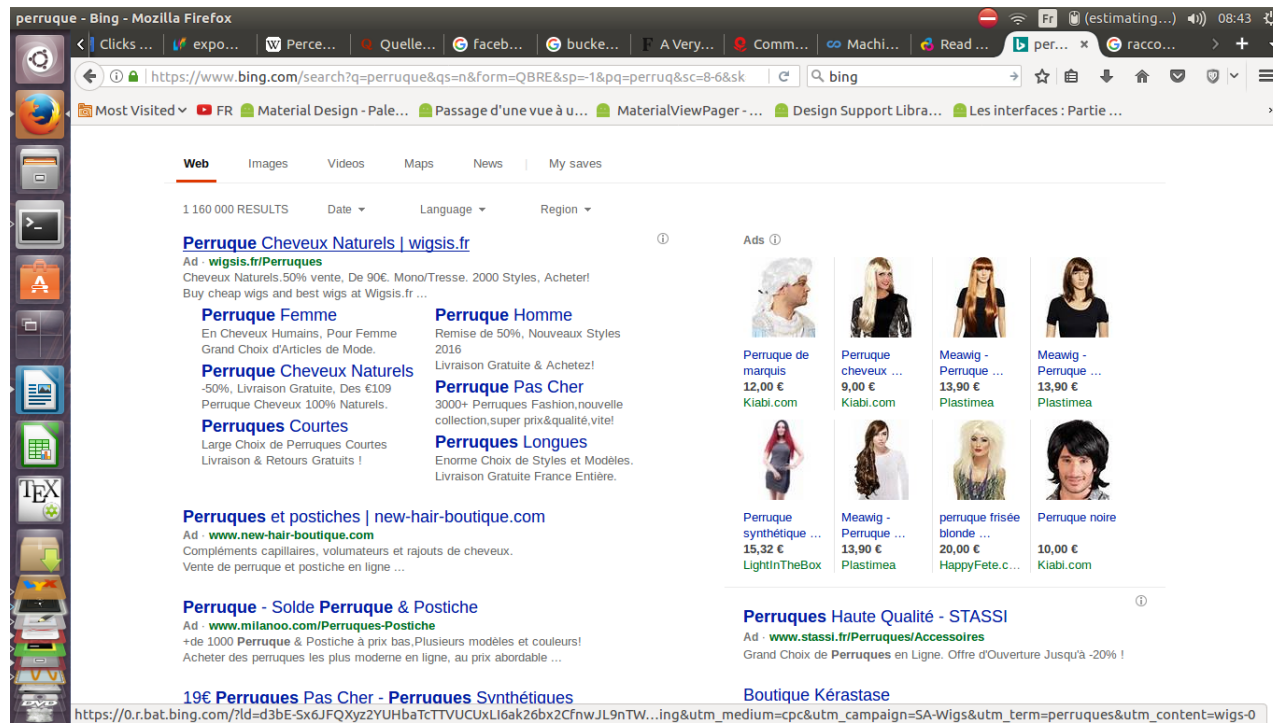 perruque - Bing - Mozilla Firefox
Fr
(estimating...)
08:43
Clicks ...
expo...
Perce...
Quelle...
faceb...
bucke...
A Very...
Comm...
Machi...
Read ...
per...
racco...
https://www.bing.com/search?q=perruque&qs=n&form=QBRE&sp=-1&pq=perruq&sc=8-6&sk
bing
Most Visited
FR
Material Design - Pale...
Passage d'une vue à u...
MaterialViewPager - ...
Design Support Libra...
Les interfaces : Partie ...
Web Images Videos Maps News | My saves
1 160 000 RESULTS Date Language Region
Perruque Cheveux Naturels | wigsis.fr
Ad · wigsis.fr/Perruques
Cheveux Naturels.50% vente, De 90€. Mono/Tresse. 2000 Styles, Acheter!
Buy cheap wigs and best wigs at Wigsis.fr ...
Perruque Femme
En Cheveux Humains, Pour Femme
Grand Choix d'Articles de Mode.
Perruque Cheveux Naturels
-50%, Livraison Gratuite, Des €109
Perruque Cheveux 100% Naturels.
Perruques Courtes
Large Choix de Perruques Courtes
Livraison & Retours Gratuits !
Perruque Homme
Remise de 50%, Nouveaux Styles
2016
Livraison Gratuite & Achetez!
Perruque Pas Cher
3000+ Perruques Fashion,nouvelle
collection,super prix&qualité,vite!
Perruques Longues
Enorme Choix de Styles et Modèles.
Livraison Gratuite France Entière.
Perruques et postiches | new-hair-boutique.com
Ad · www.new-hair-boutique.com
Compléments capillaires, volumateurs et rajouts de cheveux.
Vente de perruque et postiche en ligne ...
Perruque - Solde Perruque & Postiche
Ad · www.milanoo.com/Perruques-Postiche
+de 1000 Perruque & Postiche à prix bas,Plusieurs modèles et couleurs!
Acheter des perruques les plus moderne en ligne, au prix abordable ...
19€ Perruques Pas Cher - Perruques Synthétiques
Ads
Perruque de
marquis
12,00 €
Kiabi.com
Perruque
cheveux ...
9,00 €
Kiabi.com
Meawig -
Perruque ...
13,90 €
Plastimea
Meawig -
Perruque ...
13,90 €
Plastimea
Perruque
synthétique ...
15,32 €
LightInTheBox
Meawig -
Perruque ...
13,90 €
Plastimea
perruque frisée
blonde ...
20,00 €
HappyFete.c...
Perruque noire
10,00 €
Kiabi.com
Perruques Haute Qualité - STASSI
Ad · www.stassi.fr/Perruques/Accessoires
Grand Choix de Perruques en Ligne. Offre d'Ouverture Jusqu'à -20% !
Boutique Kérastase
TEX
LYX
DVD
https://0.r.bat.bing.com/?ld=d3bE-Sx6JFQXyz2YUHbaTcTTVUCUxLI6ak26bx2CfnwJL9nTW...ing&utm_medium=cpc&utm_campaign=SA-Wigs&utm_term=perruques&utm_content=wigs-0